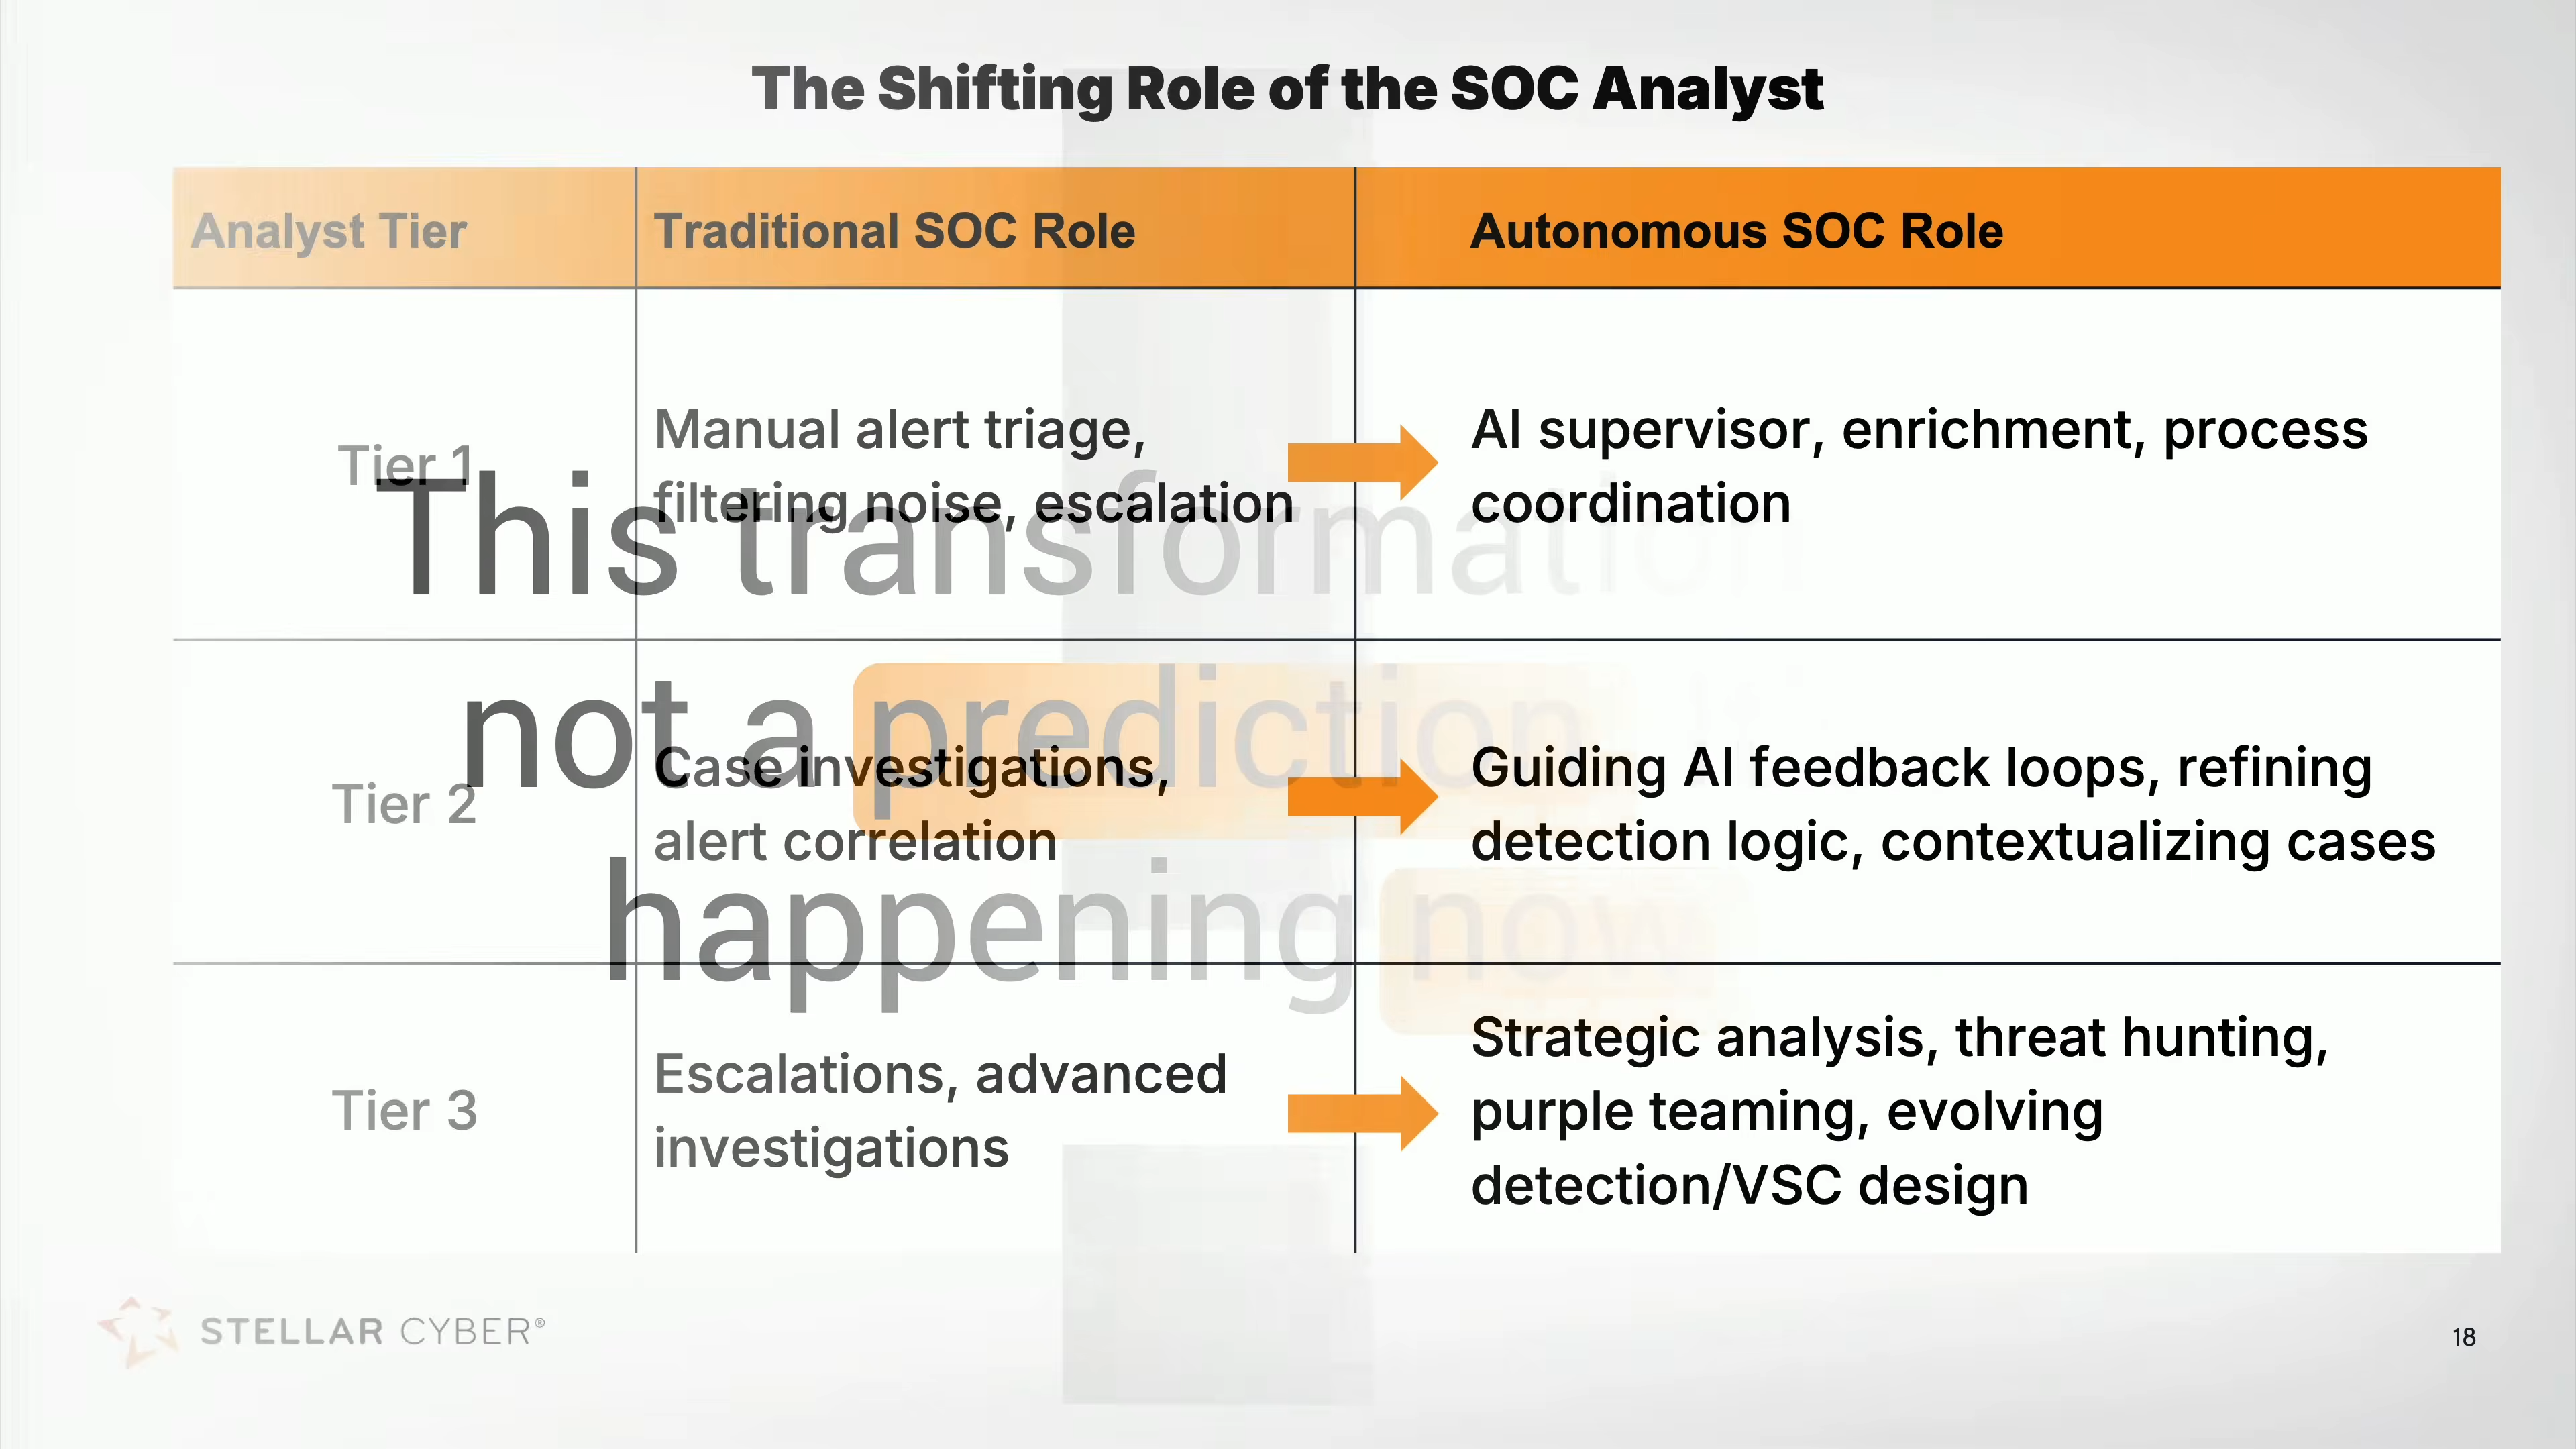 The Shifting Role of the SOC Analyst
Analyst Tier
Traditional SOC Role
Autonomous SOC Role
Tier 1
Manual alert triage,
filtering noise, escalation
AI supervisor, enrichment, process
coordination
Tier 2
Case investigations,
alert correlation
Guiding AI feedback loops, refining
detection logic, contextualizing cases
Tier 3
Escalations, advanced
investigations
Strategic analysis, threat hunting,
purple teaming, evolving
detection/VSC design
This transformation
not a prediction
happening now
STELLAR CYBER®
18